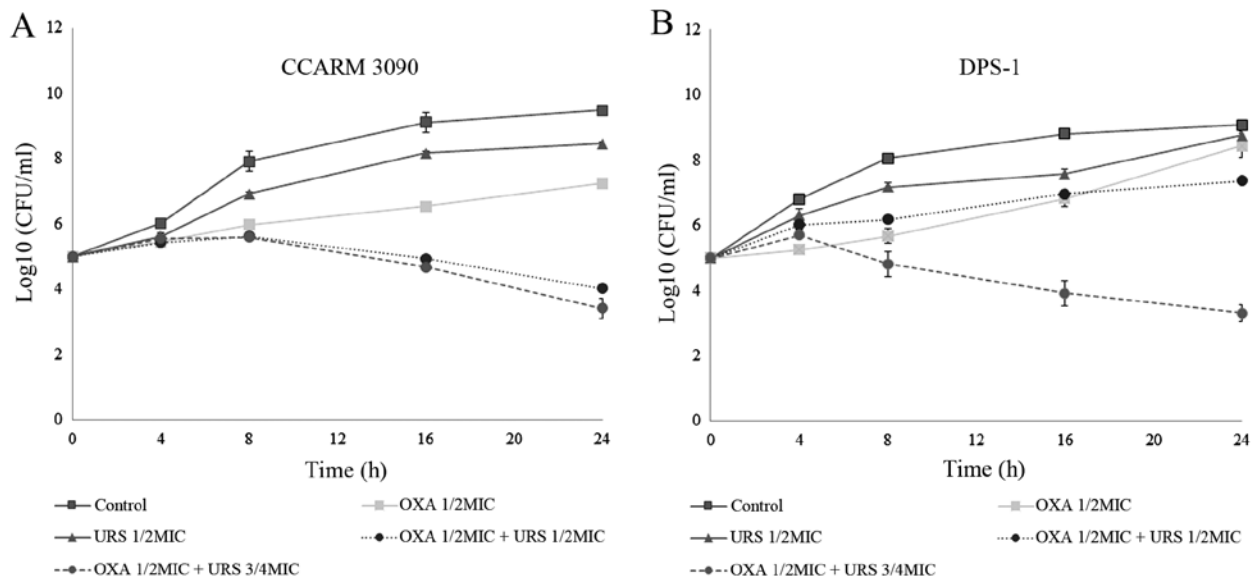 A
CCARM 3090
Log10 (CFU/ml)
12
10
8
6
4
2
0
0 4 8 12 16 20 24
Time (h)
Control
OXA 1/2MIC
URS 1/2MIC
OXA 1/2MIC + URS 1/2MIC
OXA 1/2MIC + URS 3/4MIC
B
DPS-1
Log10 (CFU/ml)
12
10
8
6
4
2
0
0 4 8 12 16 20 24
Time (h)
Control
OXA 1/2MIC
URS 1/2MIC
OXA 1/2MIC + URS 1/2MIC
OXA 1/2MIC + URS 3/4MIC